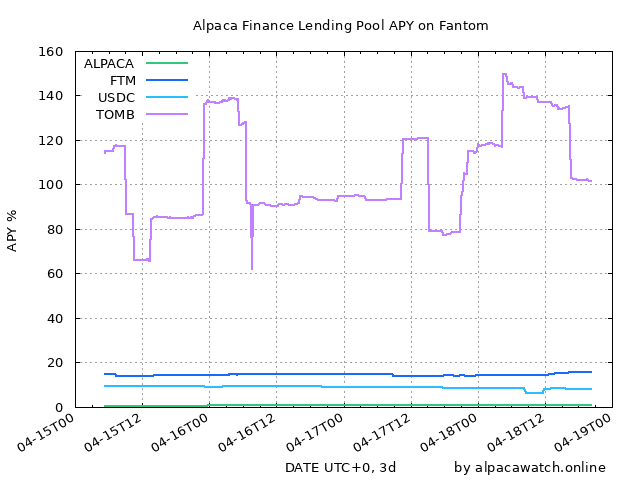 Alpaca Finance Lending Pool APY on Fantom
160
140
120
100
80
60
40
20
0
APY %
ALPACA
FTM
USDC
TOMB
04-15T00
04-15T12
04-16T00
04-16T12
04-17T00
04-17T12
04-18T00
04-18T12
04-19T00
DATE UTC+0, 3d
by alpacawatch.online